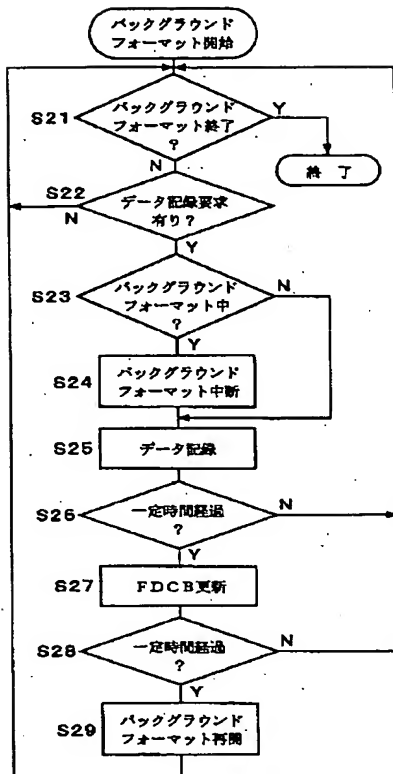 バックグラウンド
フォーマット開始
S21
バックグラウンド
フォーマット終了
?
Y
N
終 了
S22
データ記録要求
有り?
N
Y
S23
バックグラウンド
フォーマット中
?
N
Y
S24
バックグラウンド
フォーマット中断
S25
データ記録
S26
一定時間経過
?
N
Y
S27
FDCB更新
S28
一定時間経過
?
N
Y
S29
バックグラウンド
フォーマット再開